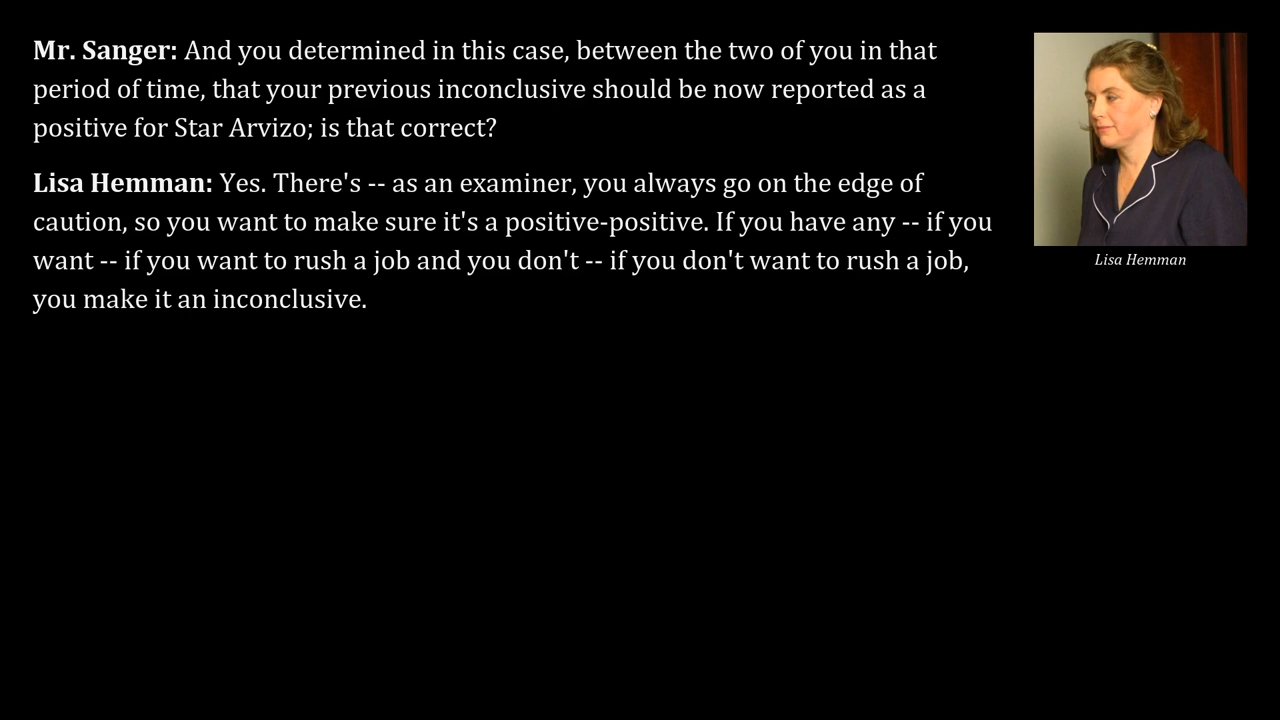 Mr. Sanger: And you determined in this case, between the two of you in that
period of time, that your previous inconclusive should be now reported as a
positive for Star Arvizo; is that correct?
Lisa Hemman: Yes. There's -- as an examiner, you always go on the edge of
caution, so you want to make sure it's a positive-positive. If you have any -- if you
want -- if you want to rush a job and you don't -- if you don't want to rush a job,
you make it an inconclusive.
Lisa Hemman